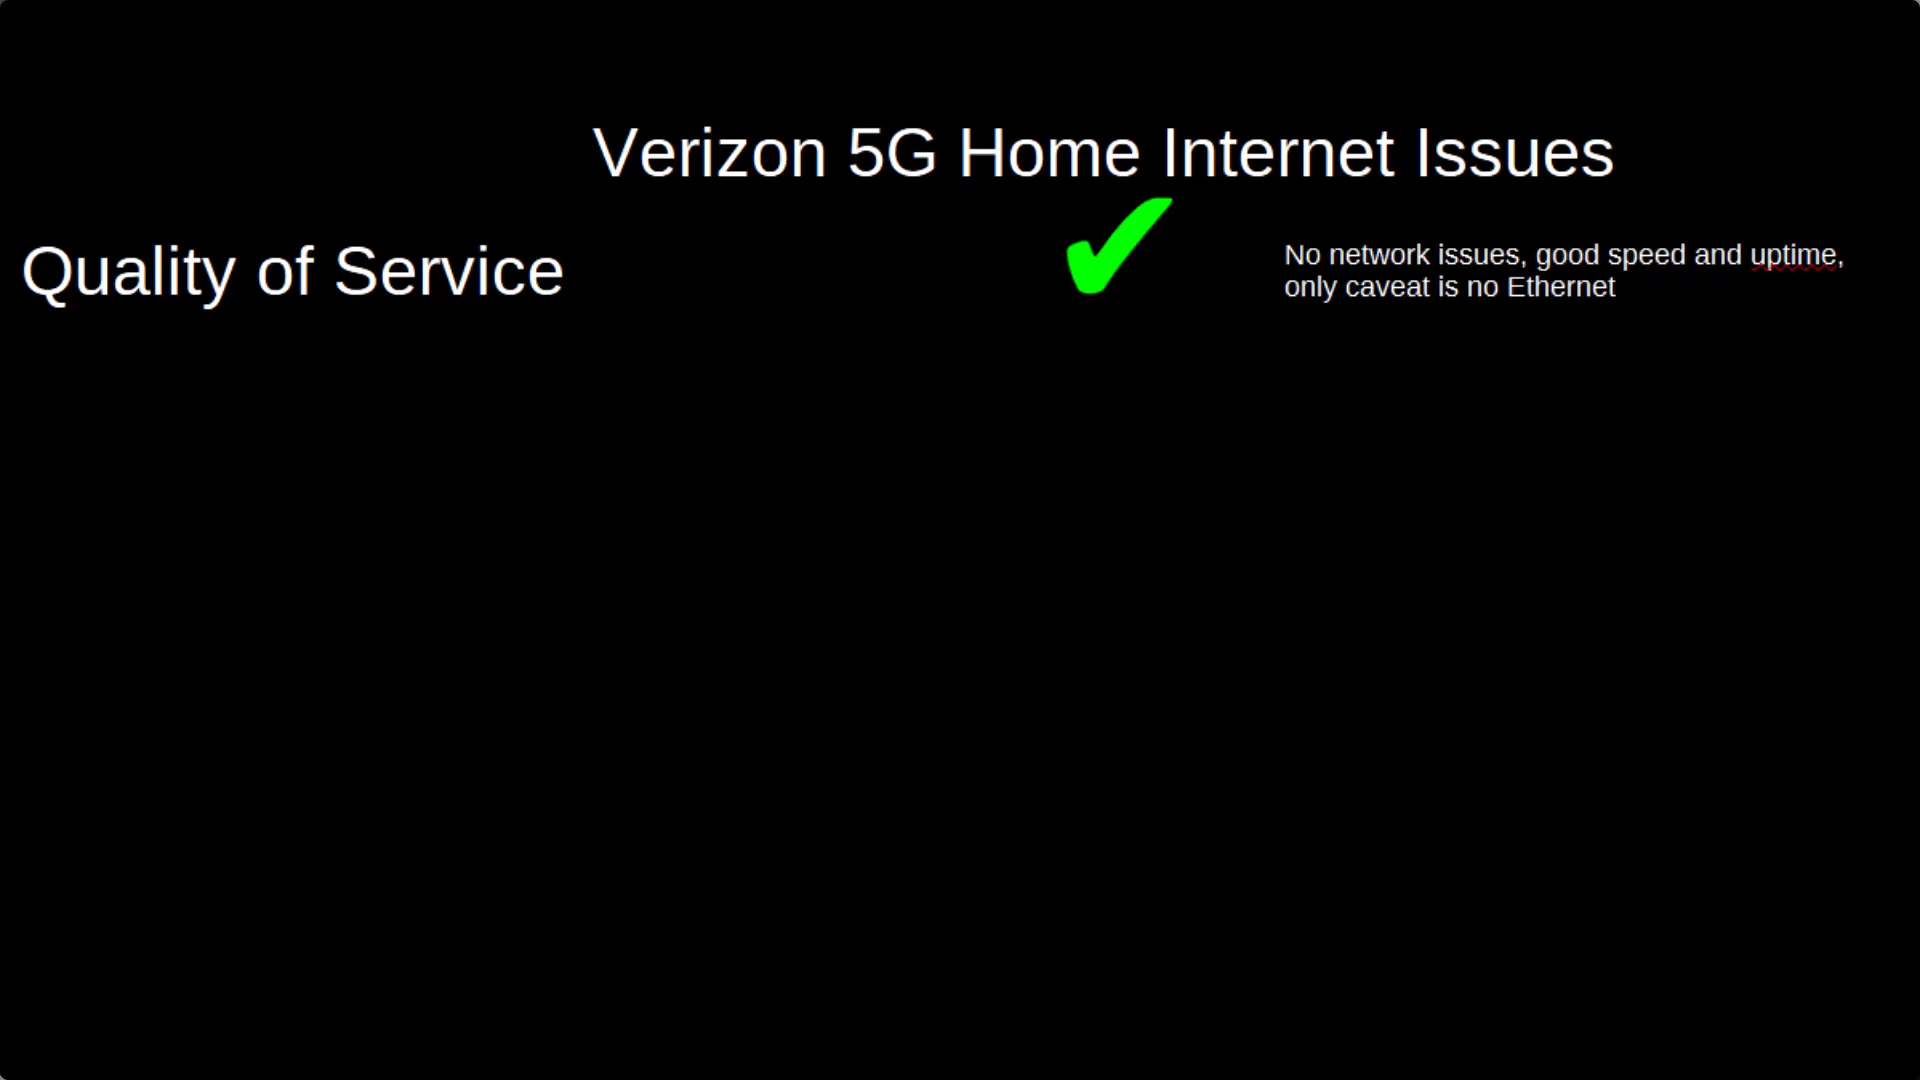 Verizon 5G Home Internet Issues
Quality of Service
No network issues, good speed and uptime,
only caveat is no Ethernet